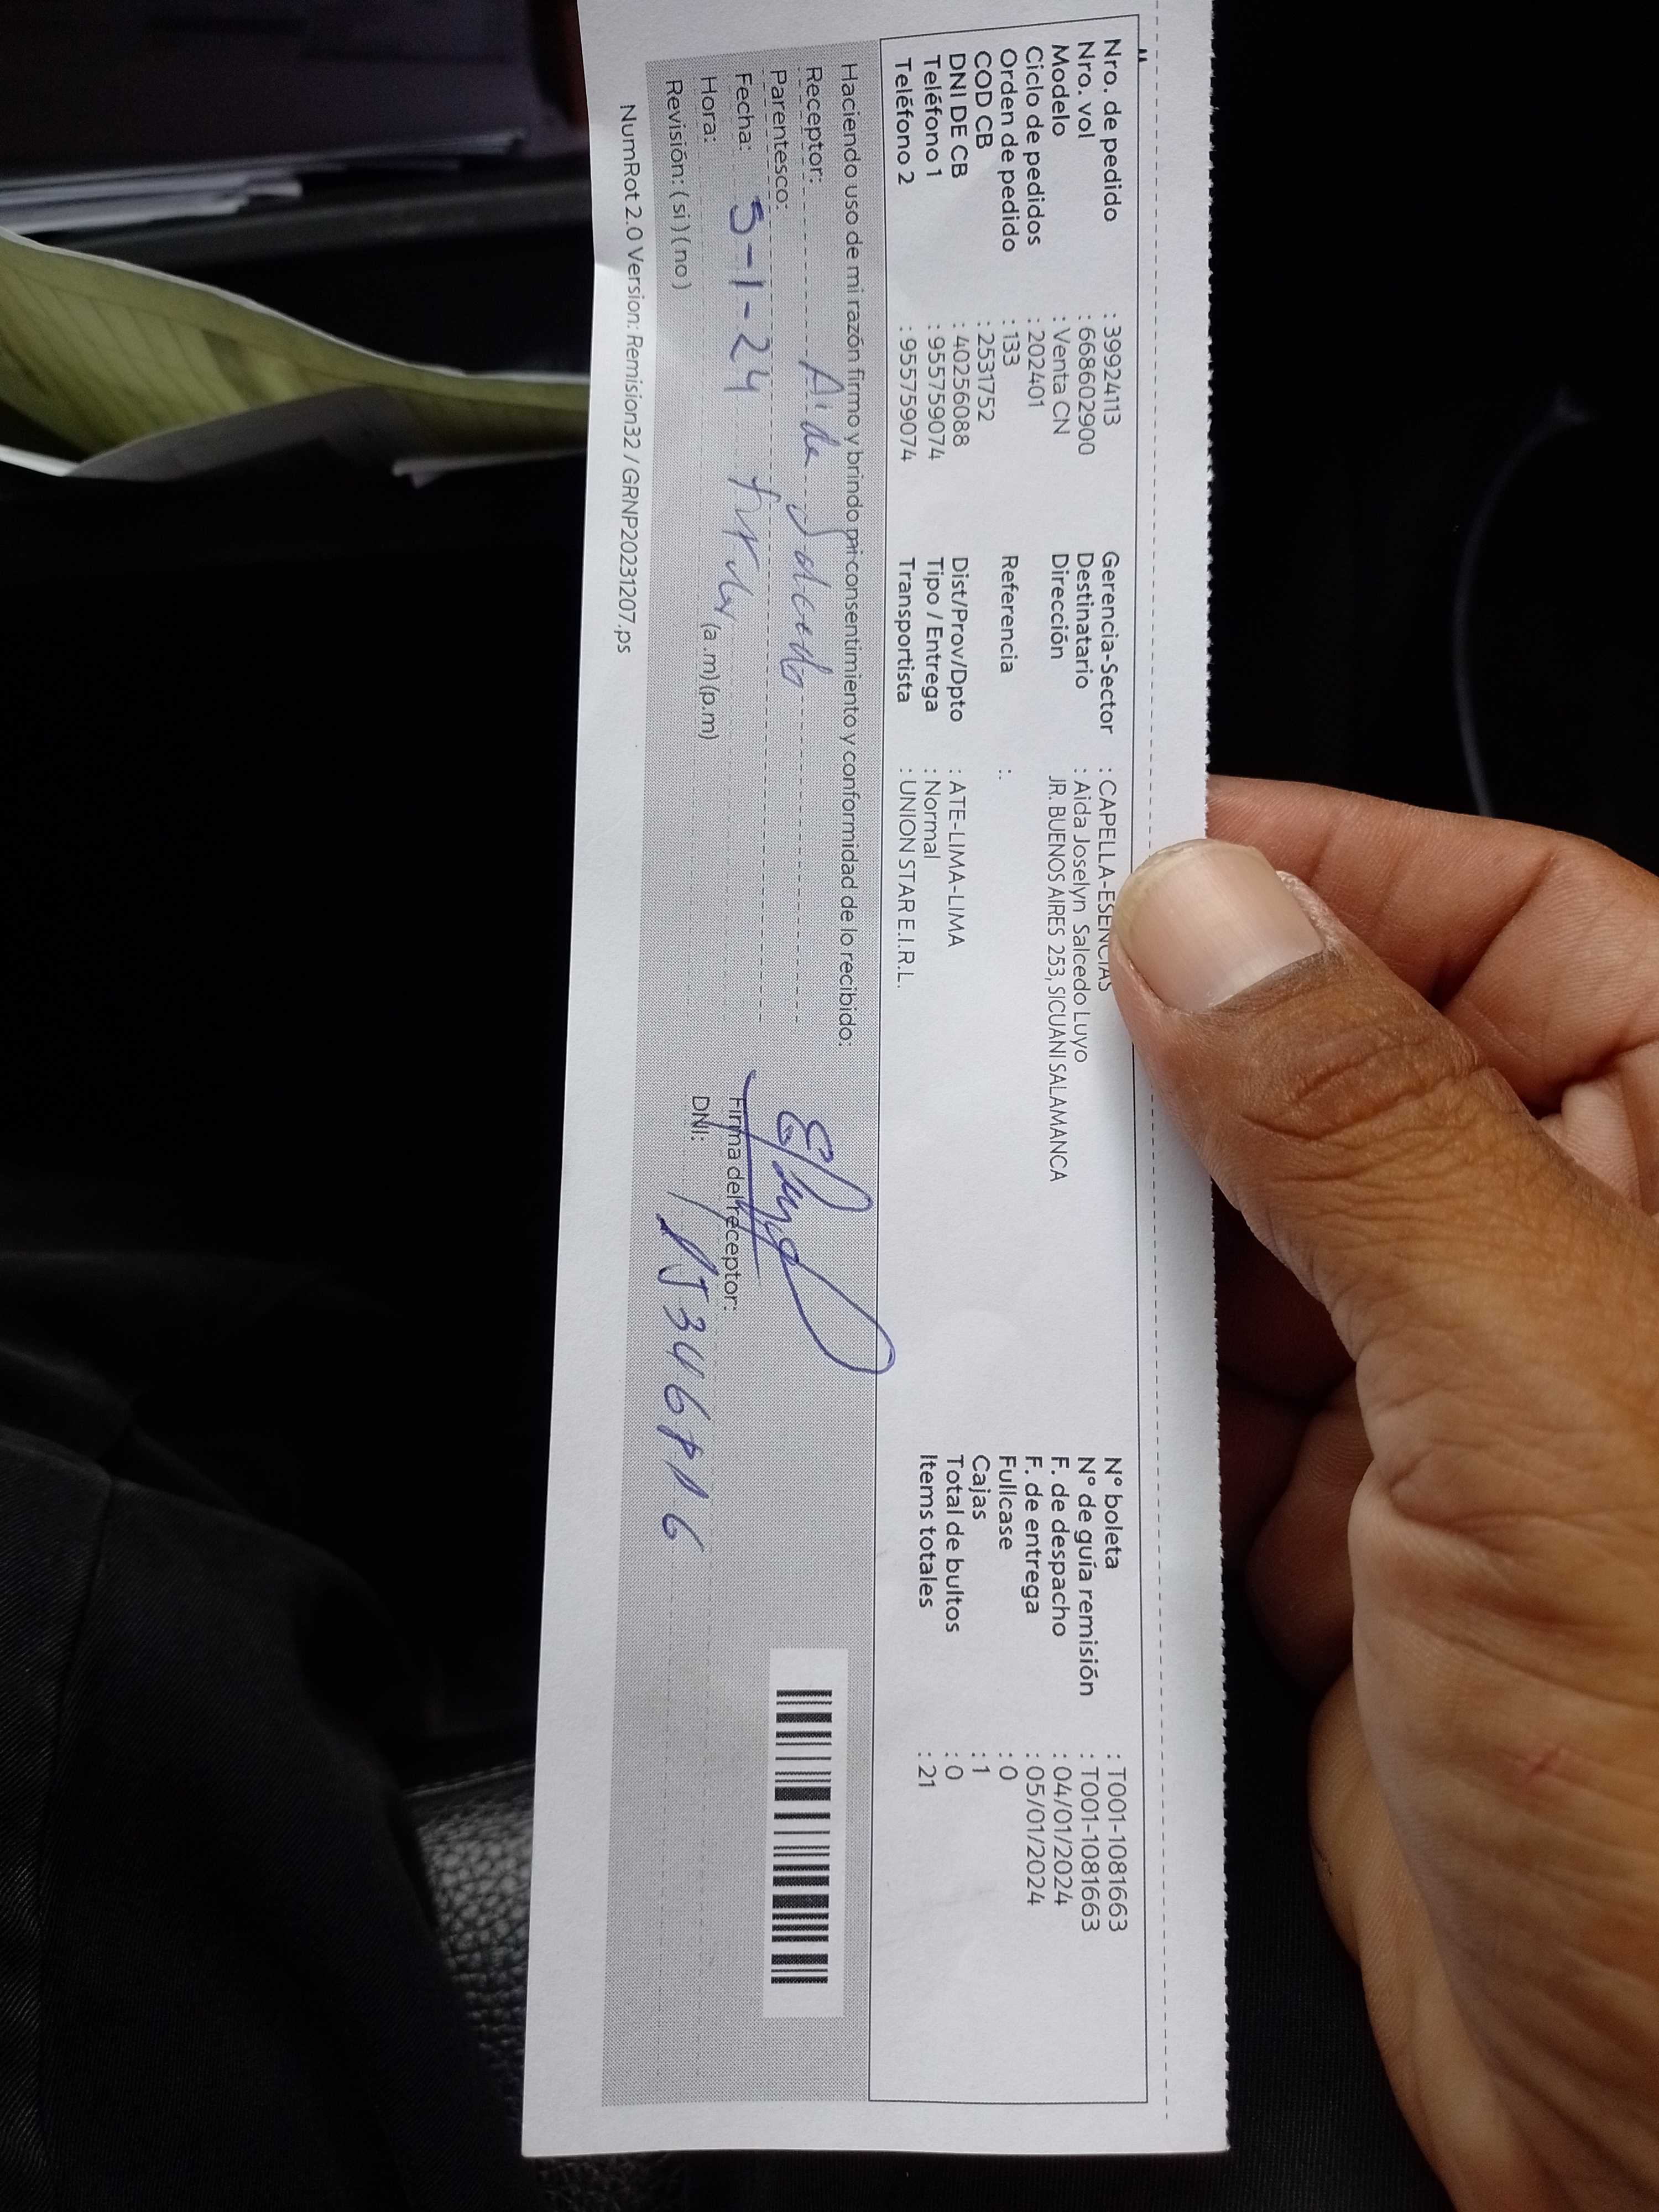 Nro. de pedido : 39924113 Gerencia-Sector : CAPELLA-ESENCIAS N° boleta : T001-1081663
Nro. vol : 668602900 Destinatario : Aida Joselyn Salcedo Luyo N° de guía remisión : T001-1081663
Modelo : Venta CN Dirección JR. BUENOS AIRES 253, SICUANI SALAMANCA F. de despacho : 04/01/2024
Ciclo de pedidos : 202401 F. de entrega : 05/01/2024
Orden de pedido : 133 Referencia :. Fullcase : 0
COD CB : 2531752 Cajas : 1
DNI DE CB : 40256088 Dist/Prov/Dpto : ATE-LIMA-LIMA Total de bultos : 0
Teléfono 1 : 955759074 Tipo / Entrega : Normal Items totales : 21
Teléfono 2 : 955759074 Transportista : UNION STAR E.I.R.L.
Haciendo uso de mi razón firmo y brindo mi consentimiento y conformidad de lo recibido:
Receptor: Aida Salcedo
Parentesco:
Fecha: 5-1-24 Firma del receptor:
Hora: (a.m) (p.m) DNI:
Revisión: (si) (no)
NumRot 2.0 Version: Remision32 / GRNP20231207.ps